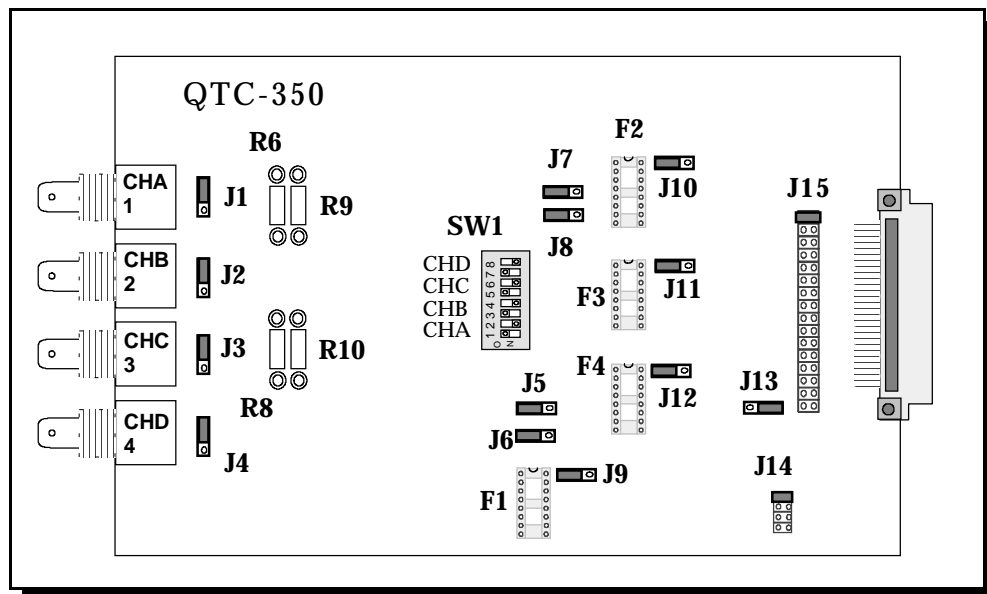 QTC-350
R6
F2
J7
CHA
1
J1
R9
J10
J15
SW1
J8
CHB
2
J2
CHD
CHC
CHB
CHA
1 2 3 4 5 6 7 8
O N
F3
J11
CHC
3
J3
R10
F4
R8
J5
J12
J13
CHD
4
J4
J6
J9
J14
F1